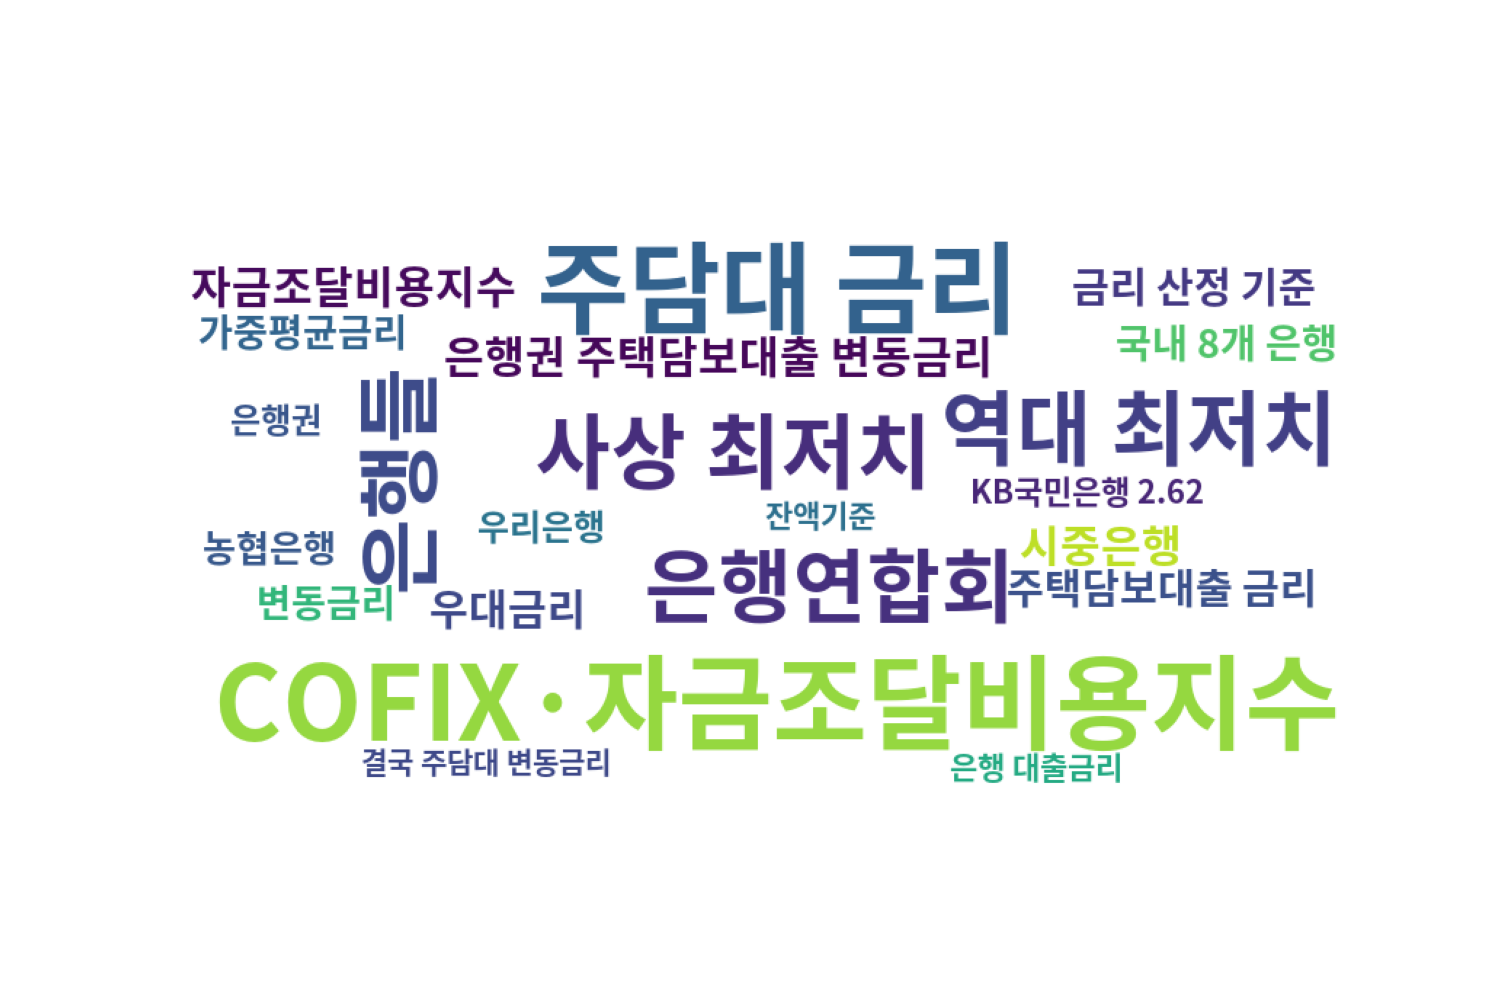 주담대 금리
자금조달비용지수
금리 산정 기준
가중평균금리
국내 8개 은행
은행권 주택담보대출 변동금리
은행들
은행권
사상 최저치
역대 최저치
KB국민은행 2.62
잔액기준
우리은행
농협은행
시중은행
은행연합회
주택담보대출 금리
변동금리
우대금리
COFIX·자금조달비용지수
결국 주담대 변동금리
은행 대출금리